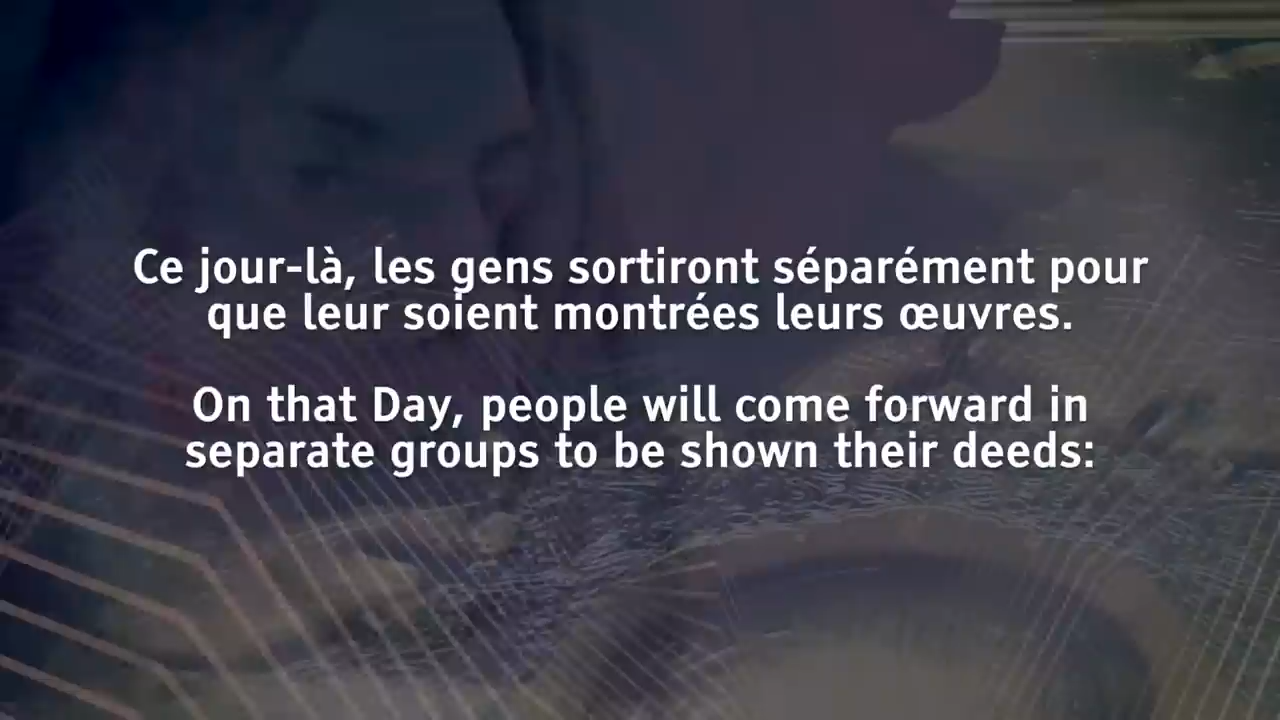 Ce jour-là, les gens sortiront séparément pour
que leur soient montrées leurs œuvres.
On that Day, people will come forward in
separate groups to be shown their deeds: